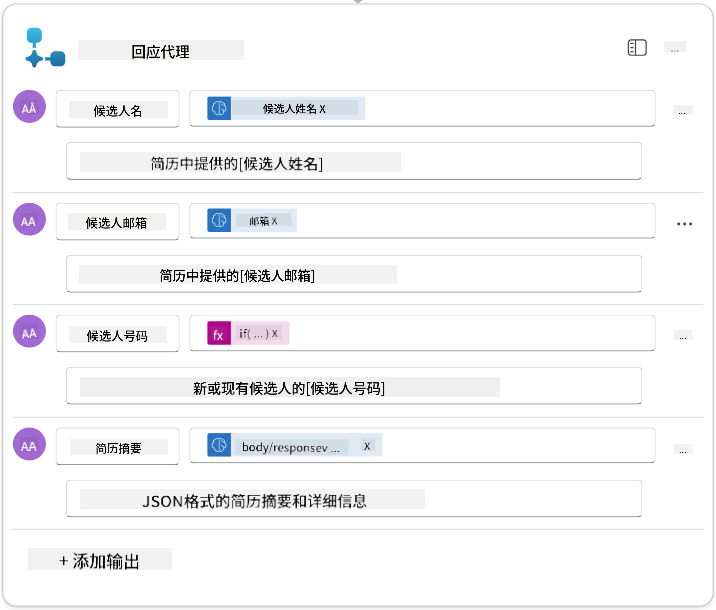 回应代理
...
AA
候选人名
候选人姓名 X
...
简历中提供的[候选人姓名]
AA
候选人邮箱
邮箱 X
...
简历中提供的[候选人邮箱]
AA
候选人号码
fx
if( ... ) X
...
新或现有候选人的[候选人号码]
AA
简历摘要
body/responsev ... X
...
JSON格式的简历摘要和详细信息
+ 添加输出